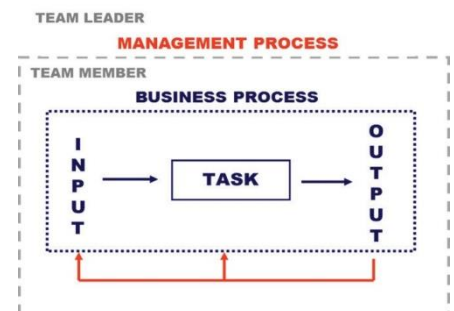 TEAM LEADER
MANAGEMENT PROCESS
TEAM MEMBER
BUSINESS PROCESS
INPUT
TASK
OUTPUT